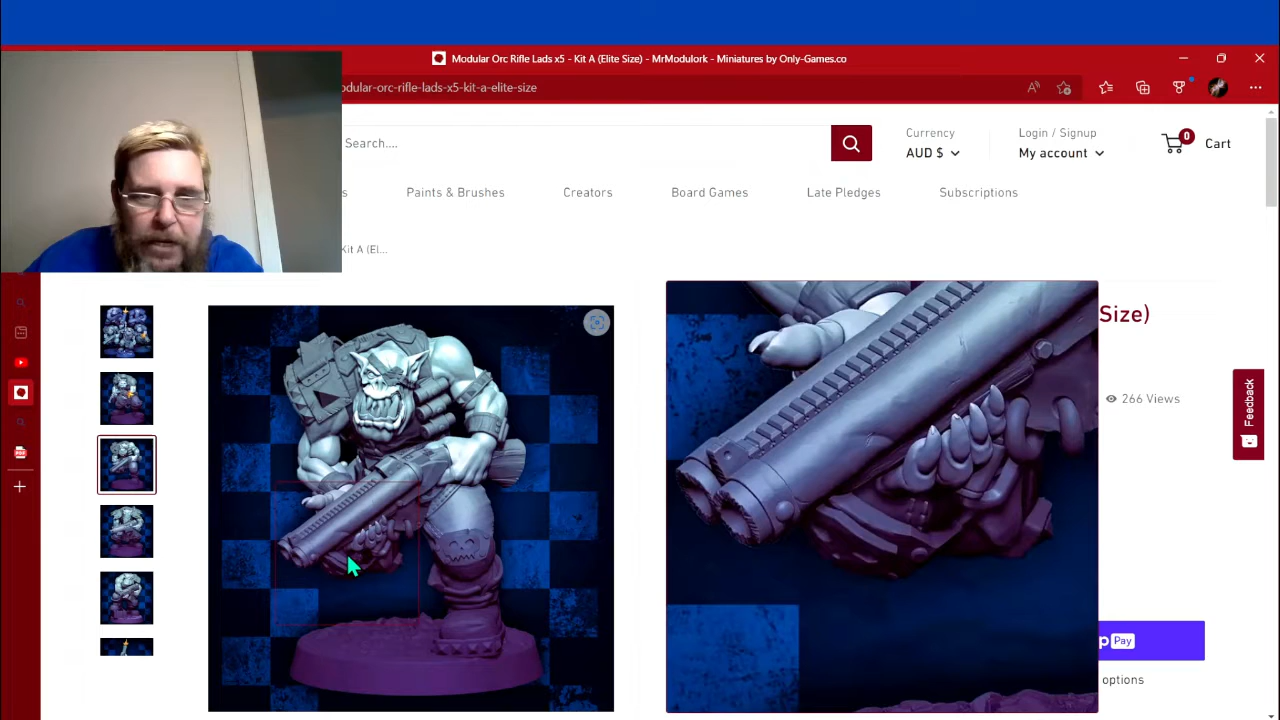 Modular Orc Rifle Lads x5 - Kit A (Elite Size) - MrModulork - Miniatures by Only-Games.co
odular-orc-rifle-lads-x5-kit-a-elite-size
Search....
Currency
AUD $
Login / Signup
My account
0
Cart
s
Paints & Brushes
Creators
Board Games
Late Pledges
Subscriptions
Kit A (El...
Size)
266 Views
Feedback
Pay
options
PDF